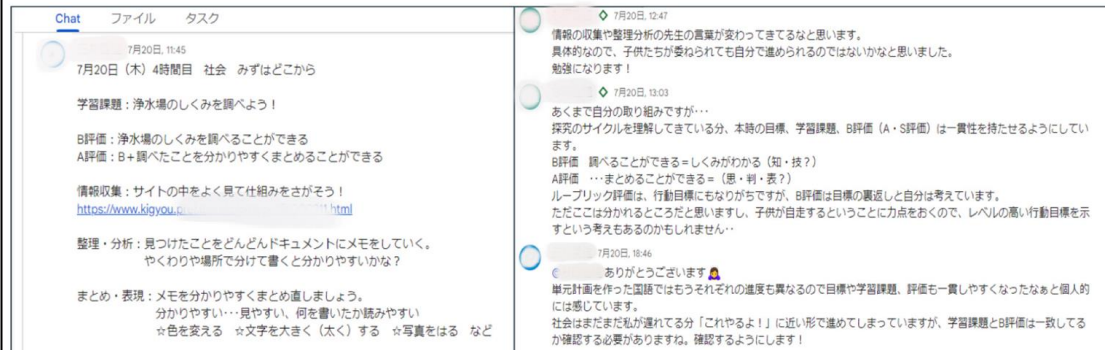 Chat ファイル タスク
7月20日, 11:45
7月20日（木）4時間目　社会　みずはどこから
学習課題：浄水場のしくみを調べよう！
B評価：浄水場のしくみを調べることができる
A評価：B＋調べたことを分かりやすくまとめることができる
情報収集：サイトの中をよく見て仕組みをさがそう！
https://www.kigyou.p
html
整理・分析：見つけたことをどんどんドキュメントにメモをしていく。
やくわりや場所で分けて書くと分かりやすいかな？
まとめ・表現：メモを分かりやすくまとめ直しましょう。
分かりやすい…見やすい、何を書いたか読みやすい
☆色を変える　☆文字を大きく（太く）する　☆写真をはる　など
7月20日, 12:47
情報の収集や整理分析の先生の言葉が変わってきてるなと思います。
具体的なので、子供たちが委ねられても自分で進められるのではないかなと思いました。
勉強になります！
7月20日, 13:03
あくまで自分の取り組みですが･･･
探究のサイクルを理解してきている分、本時の目標、学習課題、B評価（A・S評価）は一貫性を持たせるようにしてい
ます。
B評価　調べることができる＝しくみがわかる（知・技？）
A評価　･･･まとめることができる＝（思・判・表？）
ルーブリック評価は、行動目標にもなりがちですが、B評価は目標の裏返しと自分は考えています。
ただここは分かれるところだと思いますし、子供が自走するということに力点をおくので、レベルの高い行動目標を示
すという考えもあるのかもしれません･･
7月20日, 18:46
@ ありがとうございます🙇‍♀️
単元計画を作った国語ではもうそれぞれの進度も異なるので目標や学習課題、評価も一貫しやすくなったなぁと個人的
には感じています。
社会はまだまだ私が遅れてる分「これやるよ！」に近い形で進めてしまっていますが、学習課題とB評価は一致してる
か確認する必要がありますね。確認するようにします！